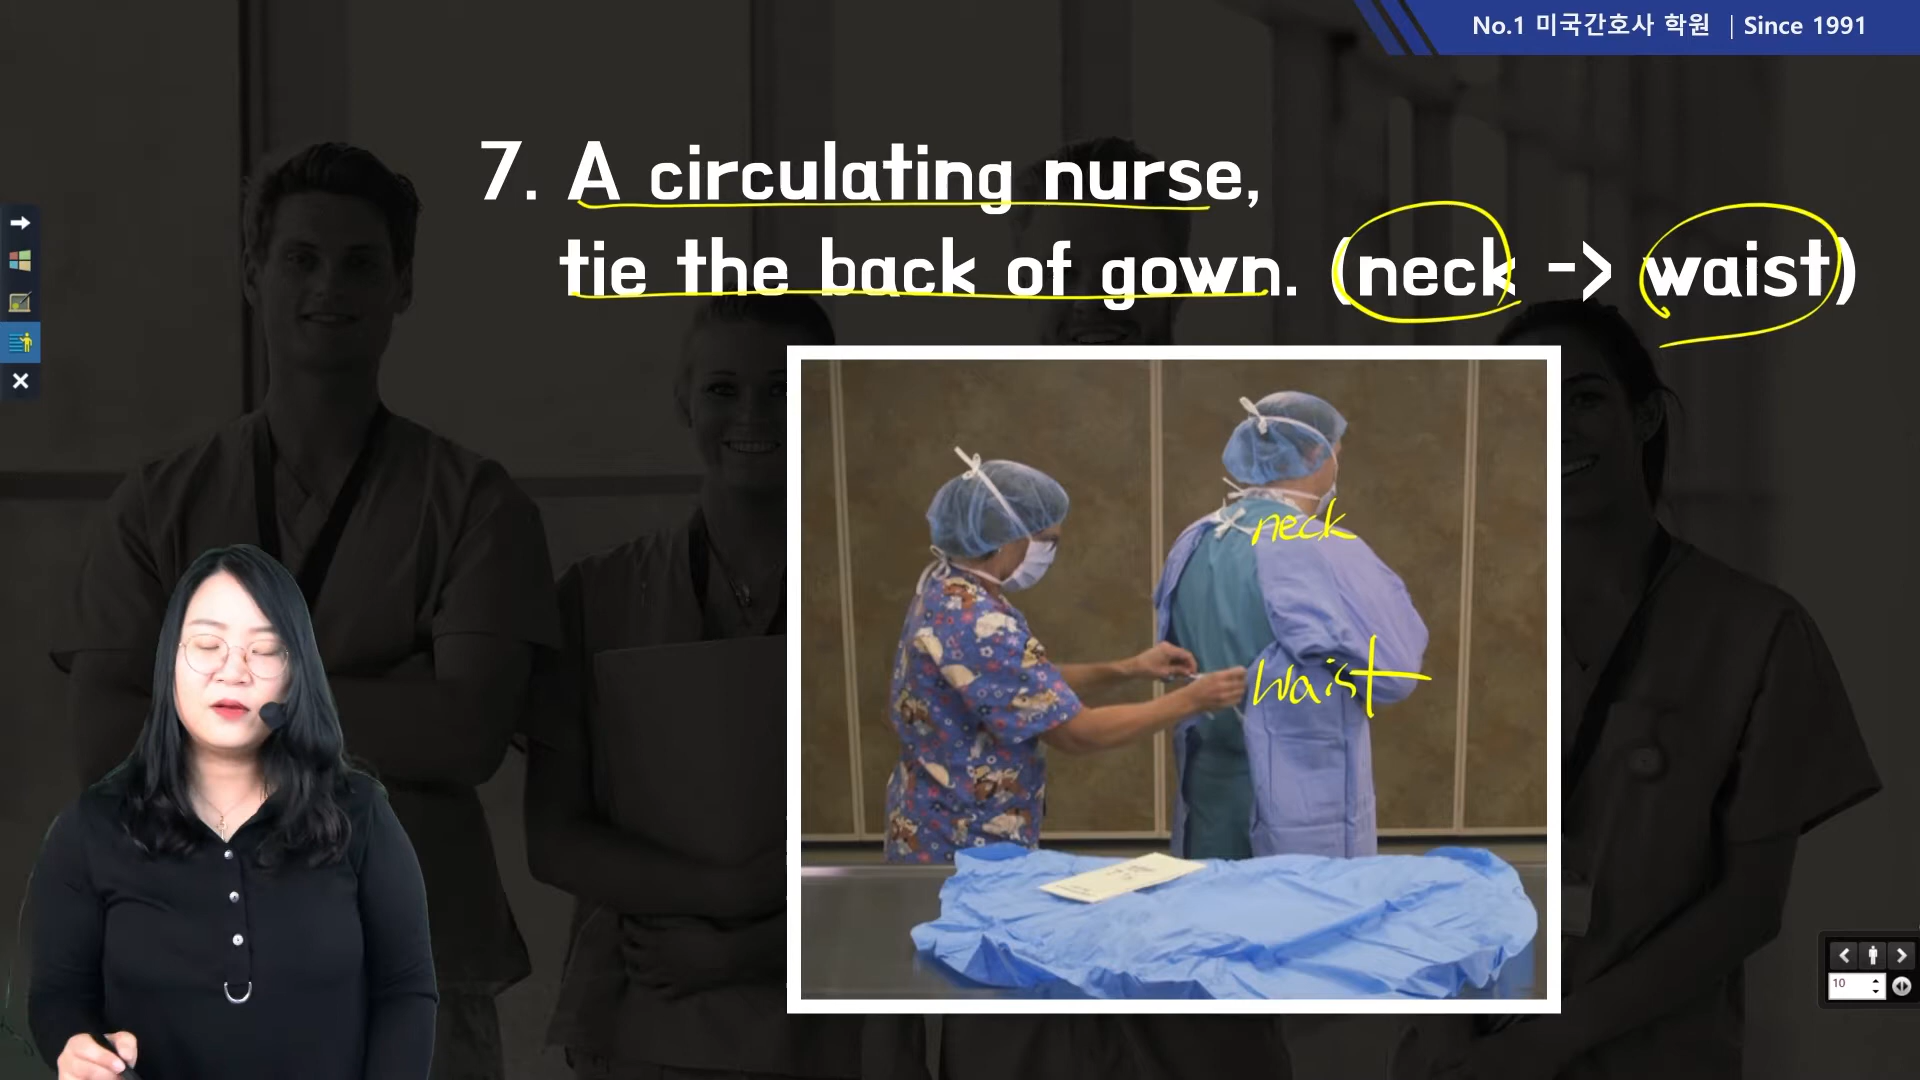 No.1 미국간호사 학원 | Since 1991
7. A circulating nurse,
tie the back of gown. (neck -> waist)
neck
waist
10